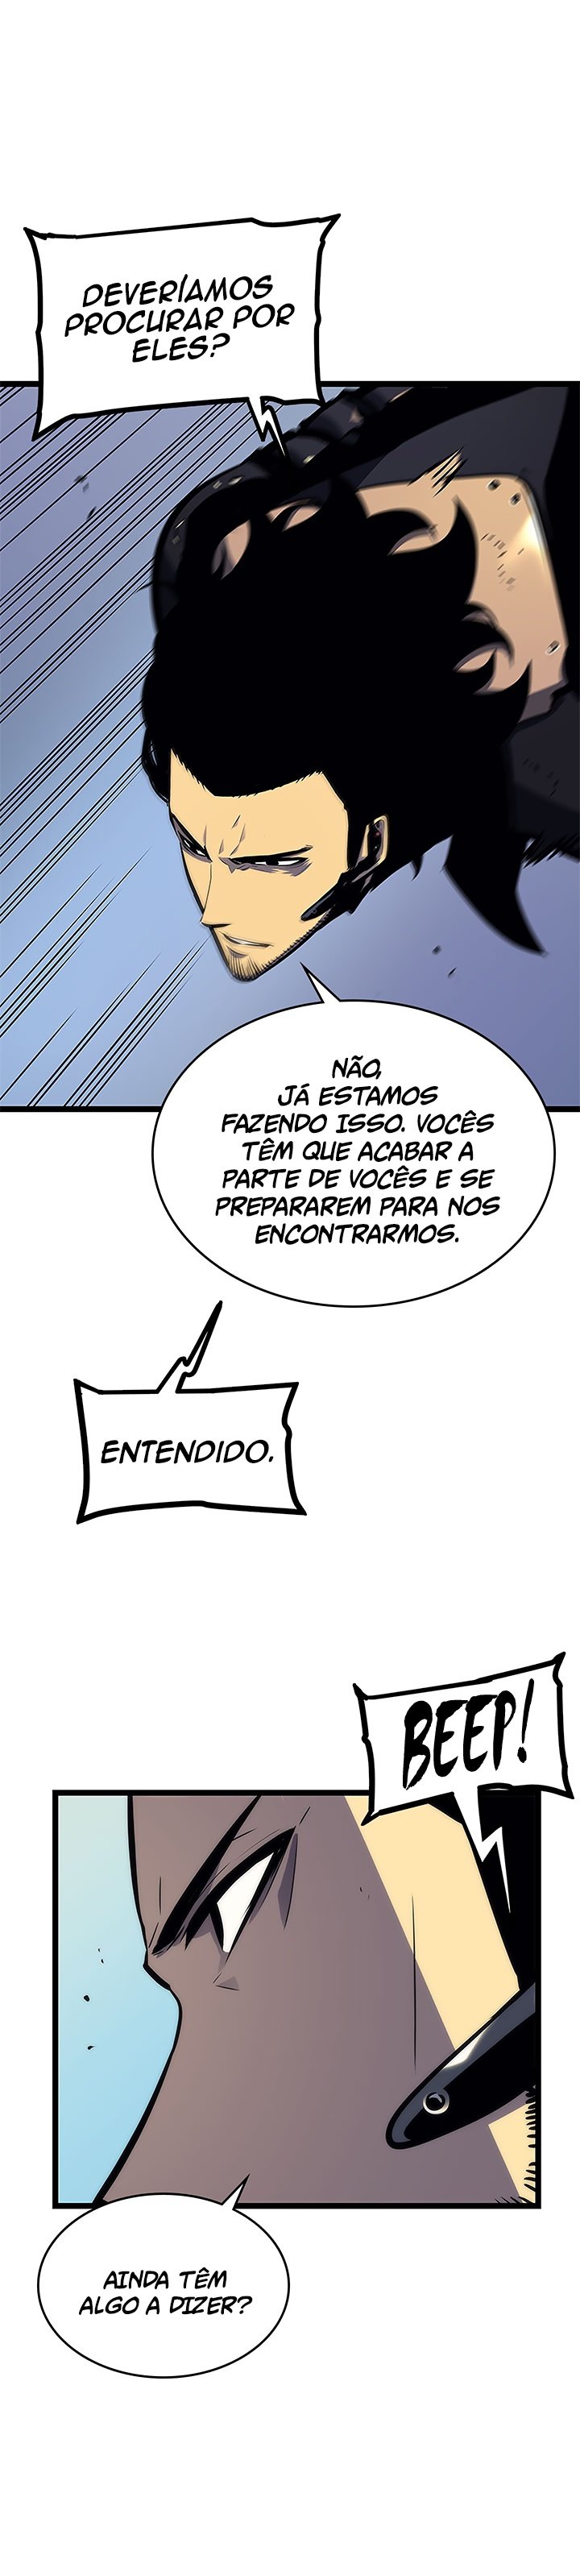 DEVERÍAMOS
PROCURAR POR
ELES?
NÃO,
JÁ ESTAMOS
FAZENDO ISSO. VOCÊS
TÊM QUE ACABAR A
PARTE DE VOCÊS E SE
PREPARAREM PARA NOS
ENCONTRARMOS.
ENTENDIDO.
BEEP!
AINDA TÊM
ALGO A DIZER?